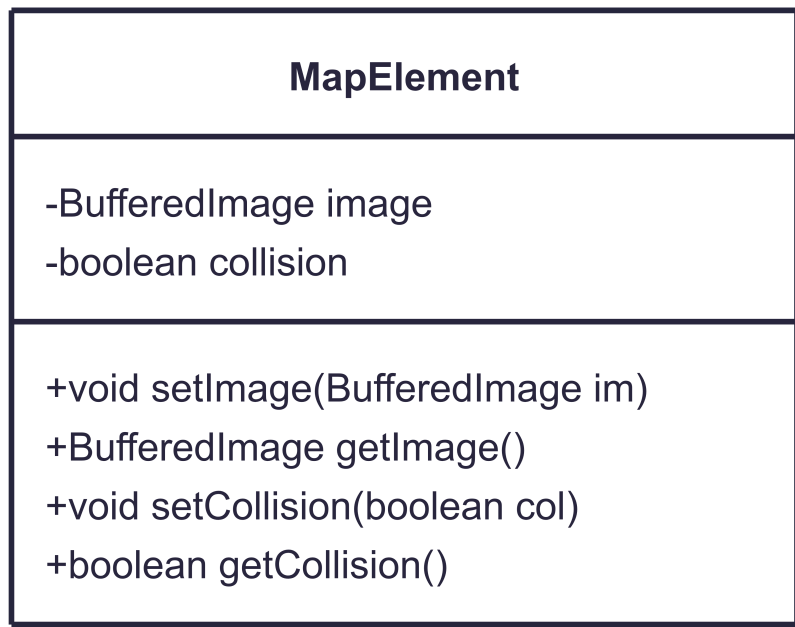 MapElement
-BufferedImage image
-boolean collision
+void setImage(BufferedImage im)
+BufferedImage getImage()
+void setCollision(boolean col)
+boolean getCollision()